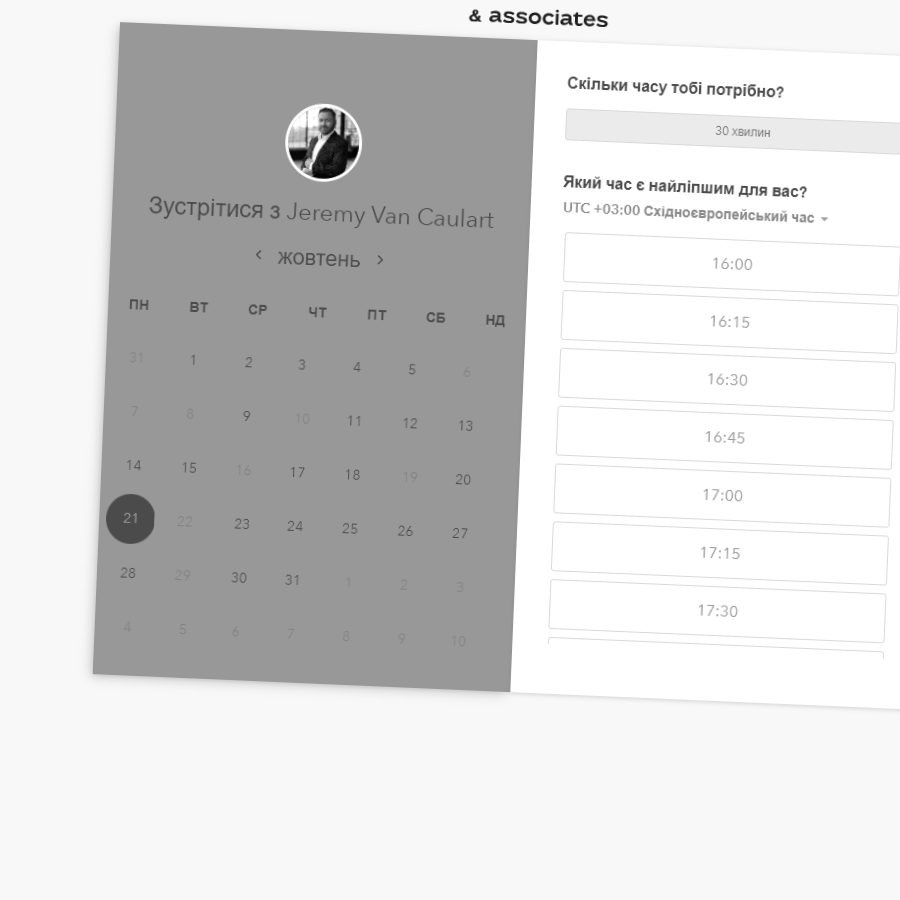 & associates
Зустрітися з Jeremy Van Caulart
жовтень
ПН ВТ СР ЧТ ПТ СБ НД
31 1 2 3 4 5 6
7 8 9 10 11 12 13
14 15 16 17 18 19 20
21 22 23 24 25 26 27
28 29 30 31 1 2 3
4 5 6 7 8 9 10
Скільки часу тобі потрібно?
30 хвилин
Який час є найліпшим для вас?
UTC +03:00 Східноєвропейський час
16:00
16:15
16:30
16:45
17:00
17:15
17:30